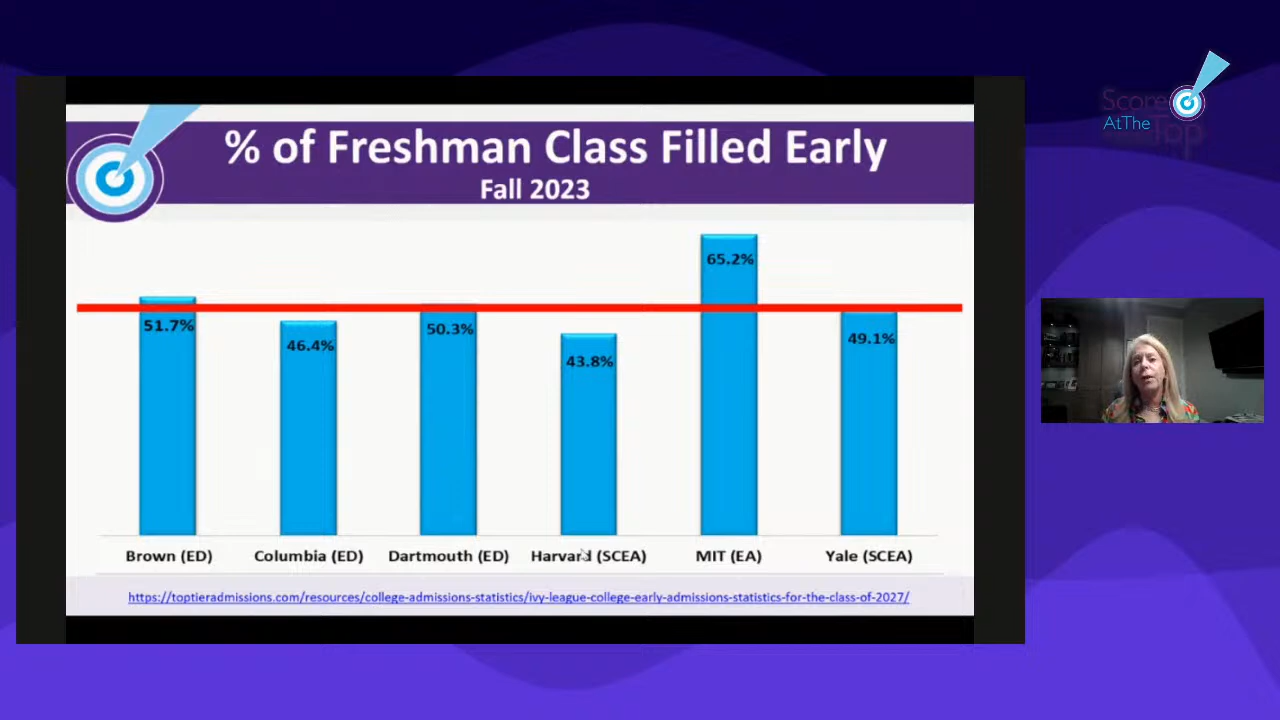 % of Freshman Class Filled Early
Fall 2023
Score
AtThe
Top
51.7%
46.4%
50.3%
43.8%
65.2%
49.1%
Brown (ED)
Columbia (ED)
Dartmouth (ED)
Harvard (SCEA)
MIT (EA)
Yale (SCEA)
https://toptieradmissions.com/resources/college-admissions-statistics/ivy-league-college-early-admissions-statistics-for-the-class-of-2027/